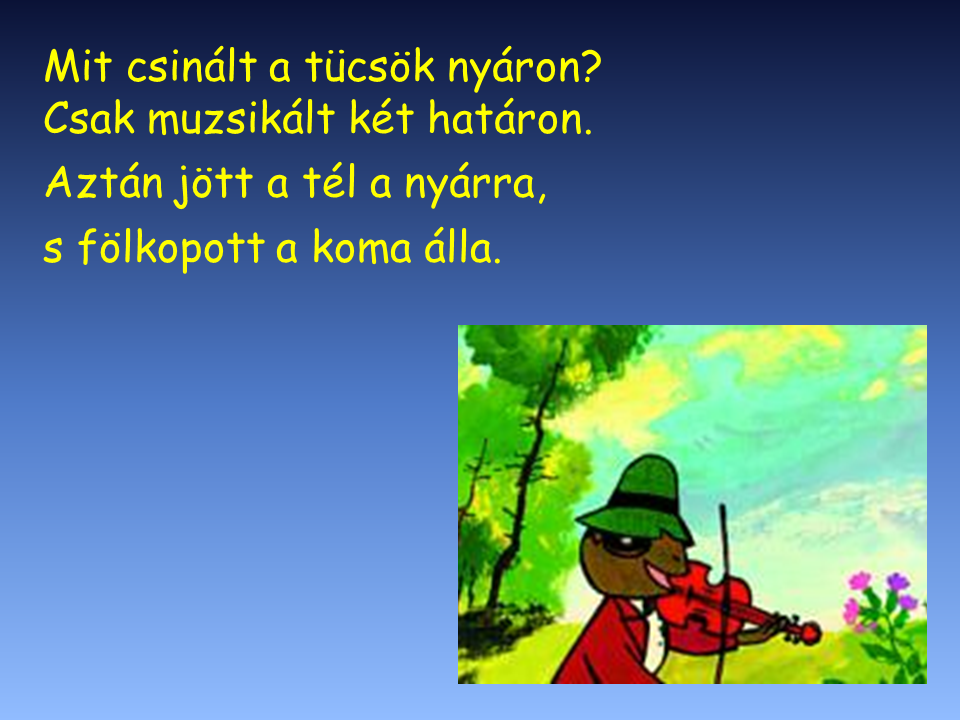 Mit csinált a tücsök nyáron?
Csak muzsikált két határon.
Aztán jött a tél a nyárra,
s fölkopott a koma álla.